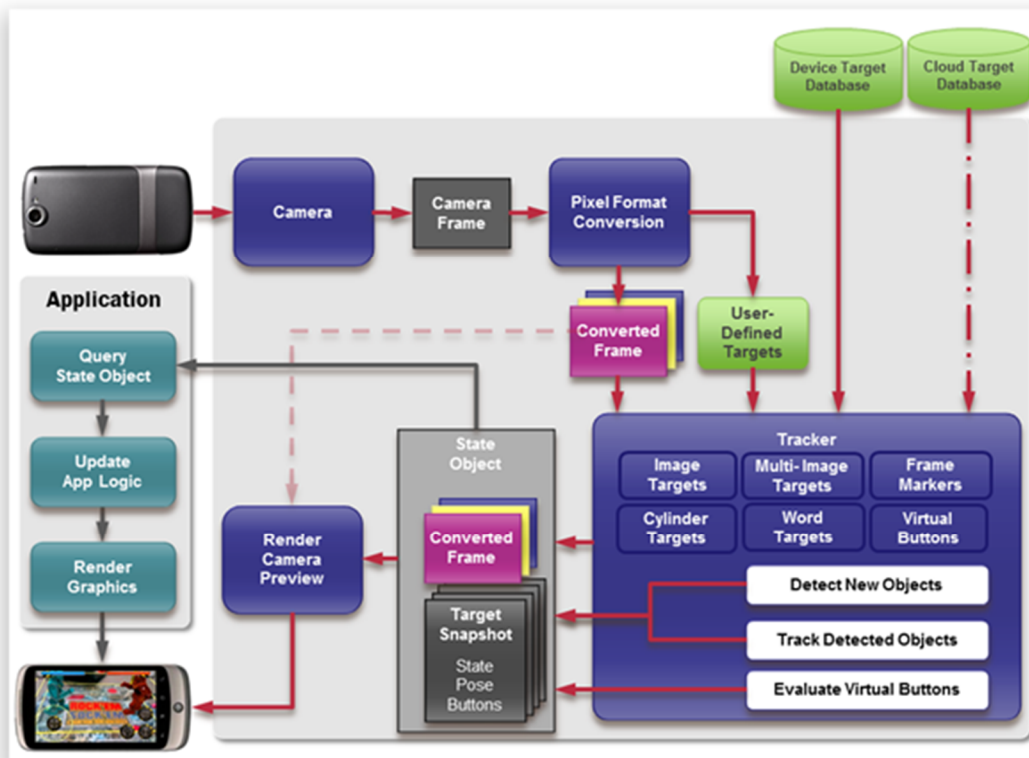 Device Target
Database
Cloud Target
Database
Camera
Camera
Frame
Pixel Format
Conversion
Application
Query
State Object
Update
App Logic
Render
Graphics
Converted
Frame
User-
Defined
Targets
State
Object
Converted
Frame
Target
Snapshot
State
Pose
Buttons
Render
Camera
Preview
Tracker
Image
Targets
Multi-Image
Targets
Frame
Markers
Cylinder
Targets
Word
Targets
Virtual
Buttons
Detect New Objects
Track Detected Objects
Evaluate Virtual Buttons